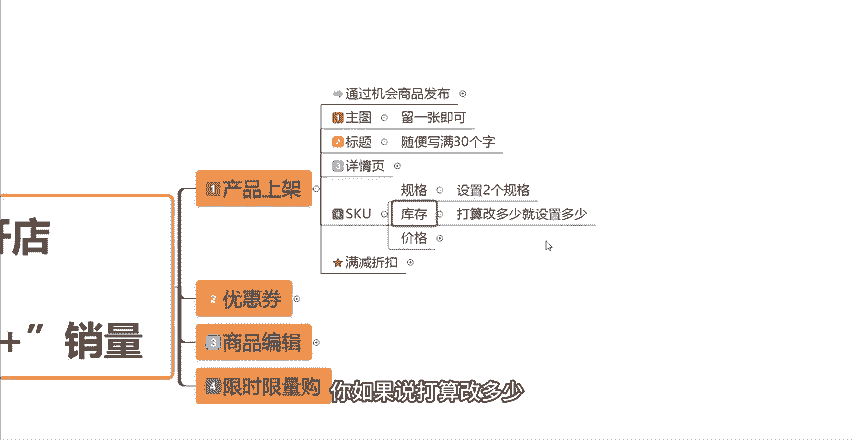 开店
+”销量
1 产品上架
通过机会商品发布
1 主图 留一张即可
2 标题 随便写满30个字
3 详情页
4 SKU
规格 设置2个规格
库存 打算改多少就设置多少
价格
满减折扣
2 优惠券
3 商品编辑
4 限时限量购
你如果说打算改多少